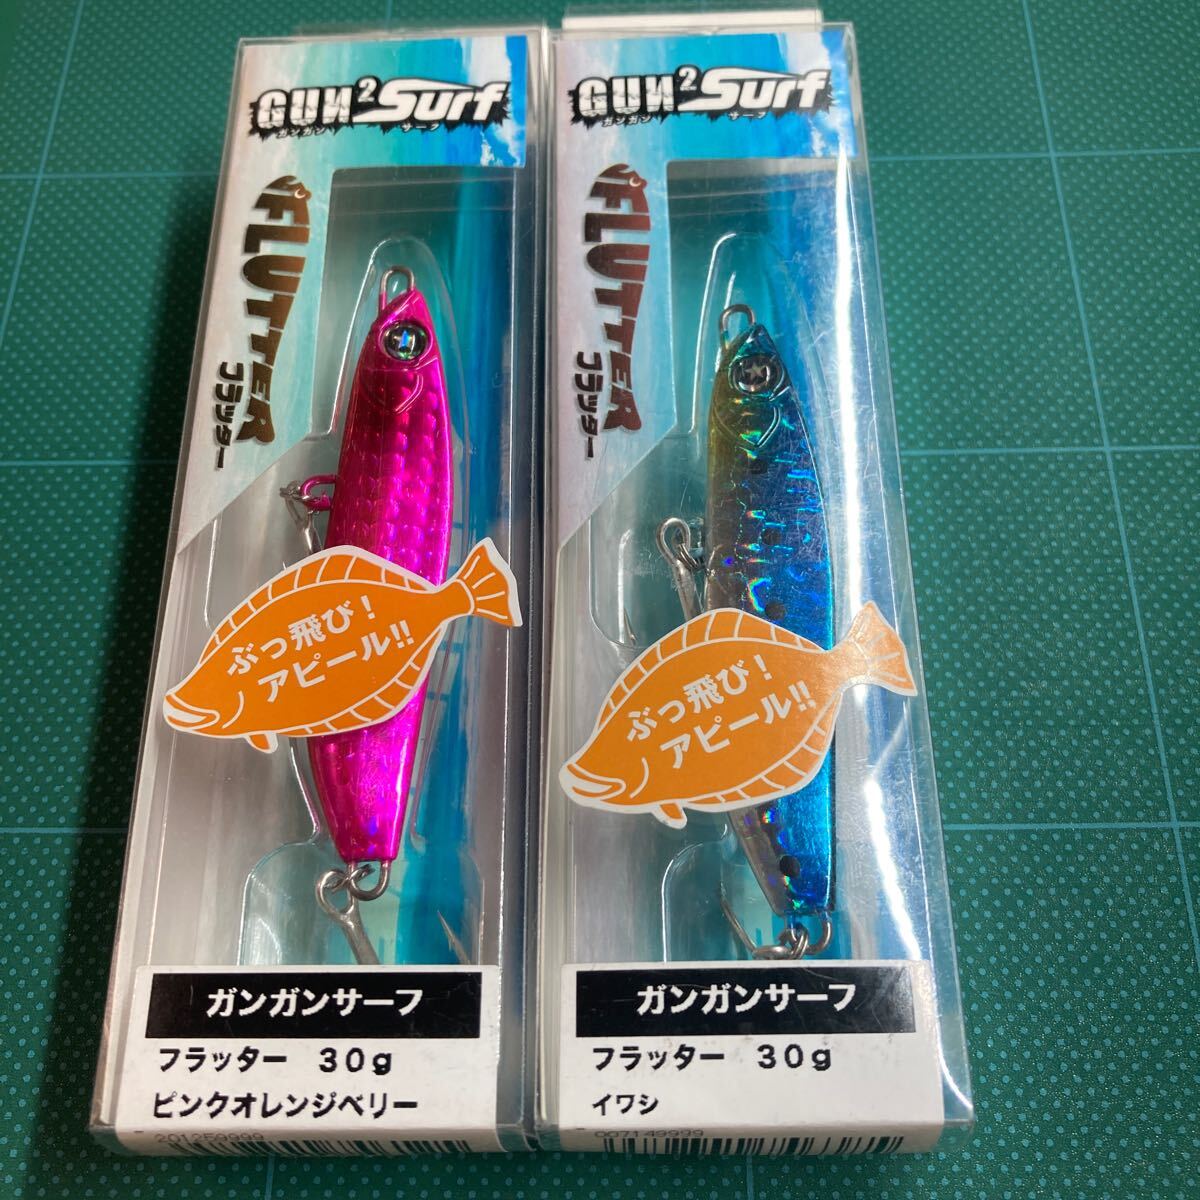 GUN²Surf
ガンガン サーフ
FLUTTER
フラッター
ぶっ飛び！
アピール!!
ガンガンサーフ
フラッター 30g
ピンクオレンジベリー
201259999
GUN²Surf
ガンガン サーフ
FLUTTER
フラッター
ぶっ飛び！
アピール!!
ガンガンサーフ
フラッター 30g
イワシ
007149999